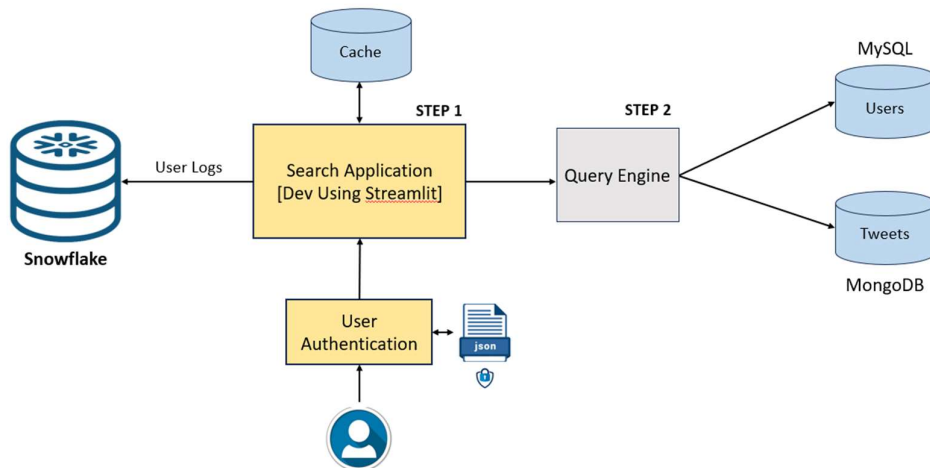 Cache
MySQL
STEP 1
STEP 2
Users
User Logs
Search Application
[Dev Using Streamlit]
Query Engine
Snowflake
Tweets
MongoDB
User
Authentication
json